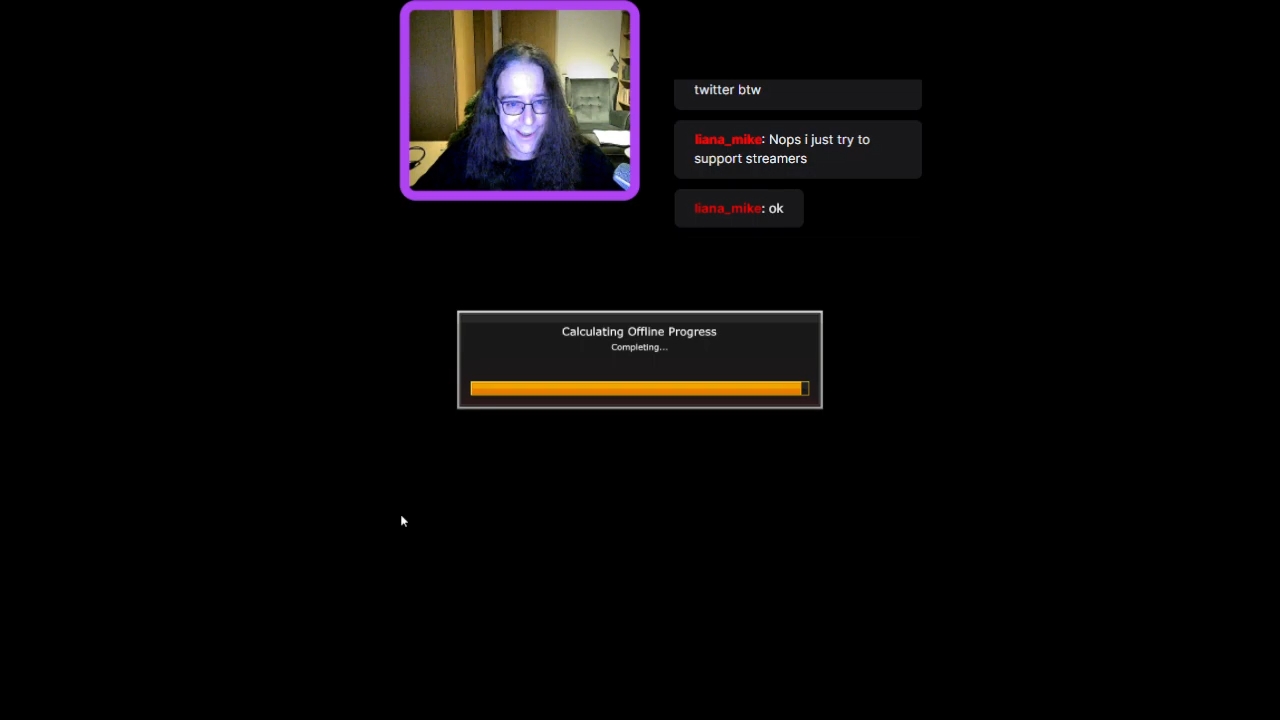 twitter btw
liana_mike: Nops i just try to
support streamers
liana_mike: ok
Calculating Offline Progress
Completing...